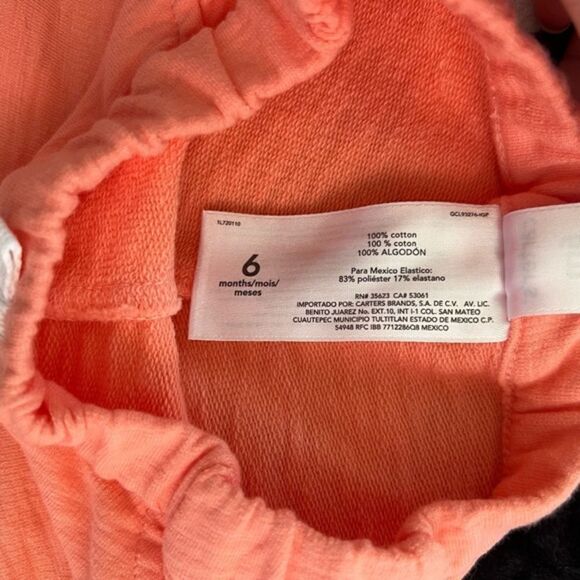 1L720110
QCL93276-IGP
6
months/mois/
meses
100% cotton
100 % coton
100% ALGODÓN
Para Mexico Elastico:
83% poliéster 17% elastano
RN# 35623 CA# 53061
IMPORTADO POR: CARTERS BRANDS, S.A. DE C.V. AV. LIC.
BENITO JUAREZ No. EXT.10, INT I-1 COL. SAN MATEO
CUAUTEPEC MUNICIPIO TULTITLAN ESTADO DE MEXICO C.P.
54948 RFC IBB 7712286Q8 MEXICO